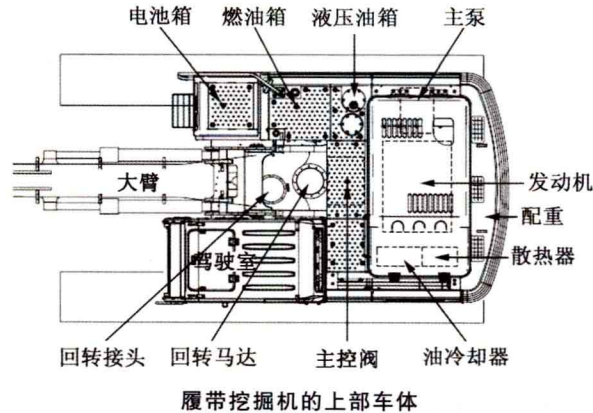 电池箱
燃油箱
液压油箱
主泵
大臂
发动机
配重
驾驶室
散热器
回转接头
回转马达
主控阀
油冷却器
履带挖掘机的上部车体